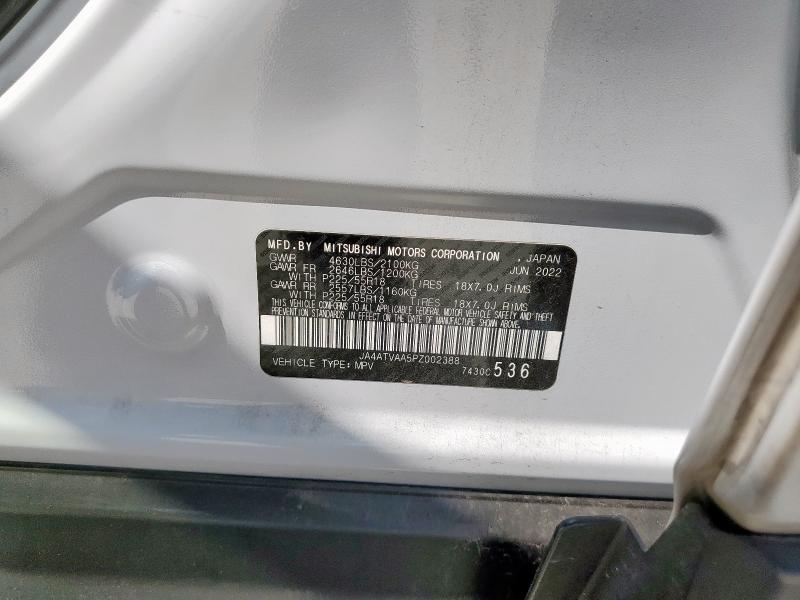 MFD.BY MITSUBISHI MOTORS CORPORATION , JAPAN
GVWR 4630LBS/2100KG JUN 2022
GAWR FR 2646LBS/1200KG
WITH P225/55R18 TIRES 18X7.0J RIMS
GAWR RR 2557LBS/1160KG
WITH P225/55R18 TIRES 18X7.0J RIMS
THIS VEHICLE CONFORMS TO ALL APPLICABLE FEDERAL MOTOR VEHICLE SAFETY AND THEFT
PREVENTION STANDARDS IN EFFECT ON THE DATE OF MANUFACTURE SHOWN ABOVE.
JA4ATVAA5PZ002388
VEHICLE TYPE: MPV 7430C 536